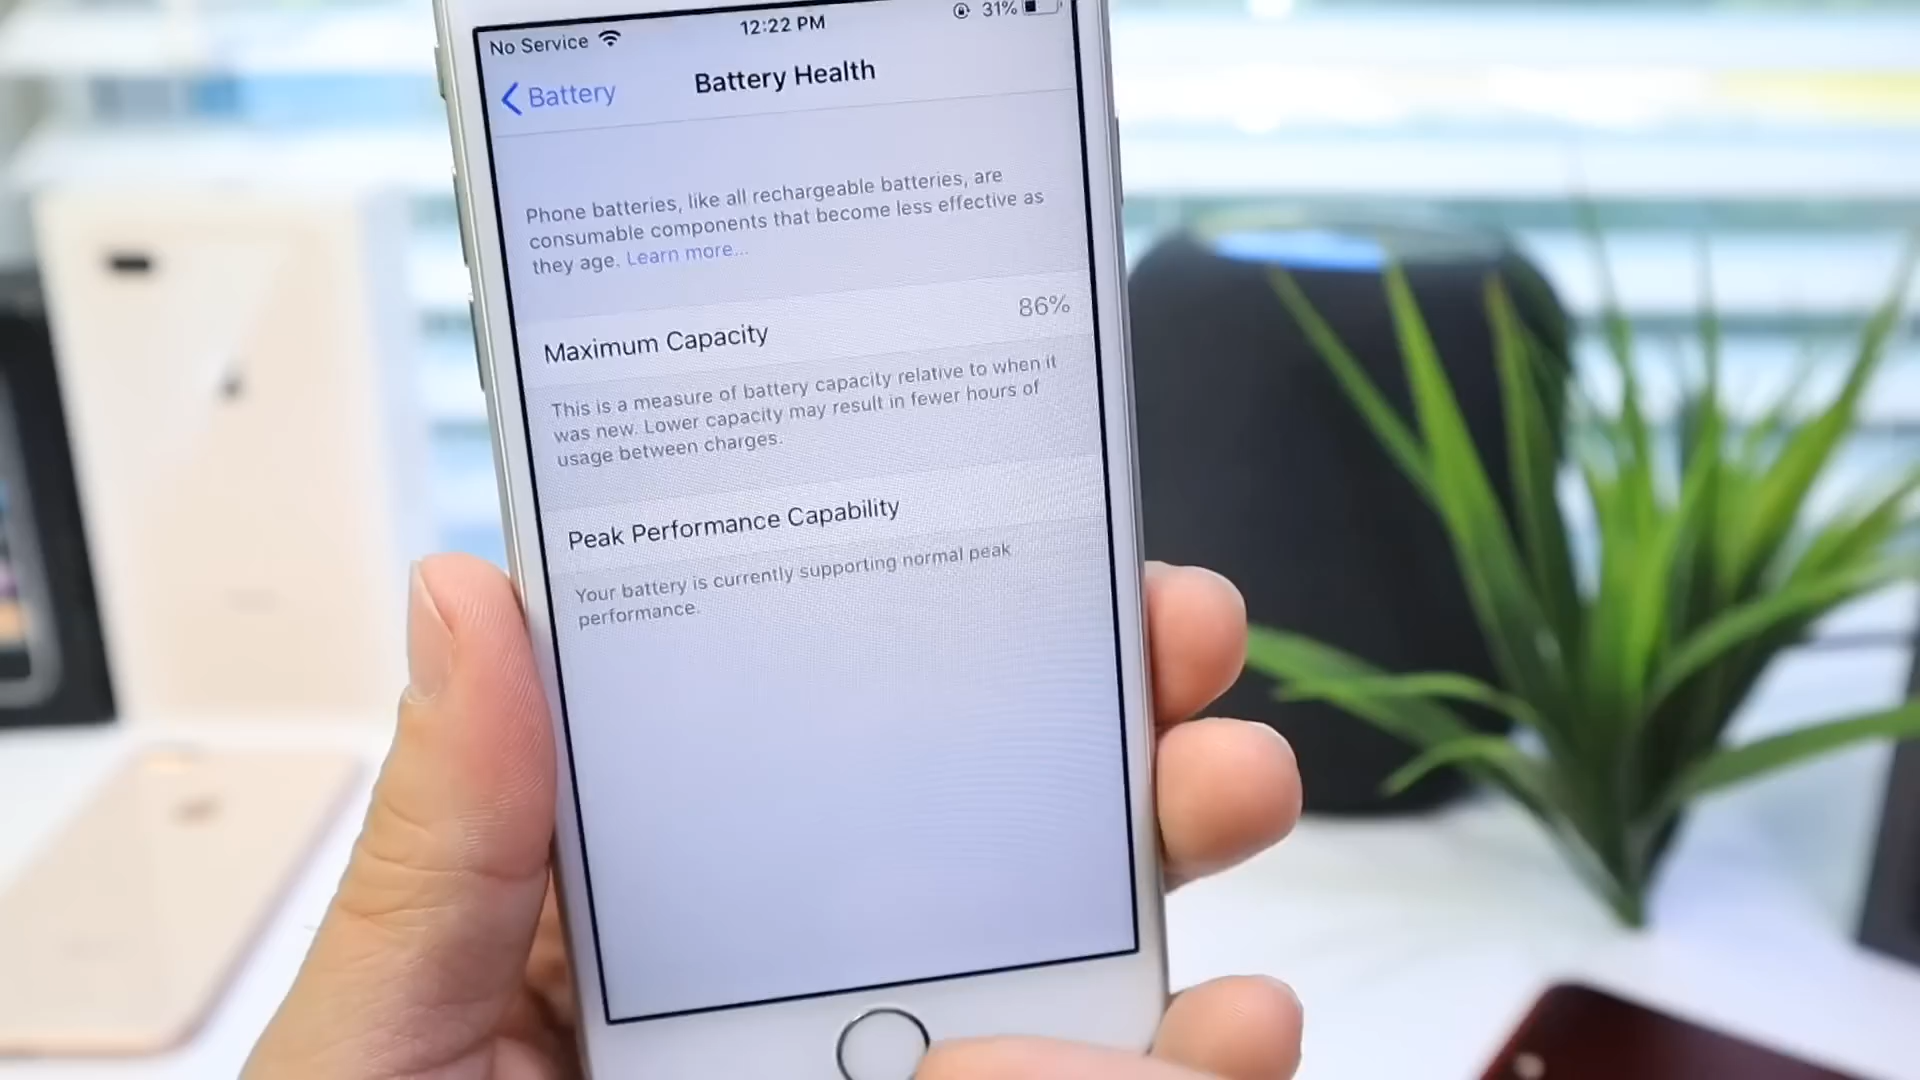 No Service 12:22 PM 31%
Battery Battery Health
Phone batteries, like all rechargeable batteries, are
consumable components that become less effective as
they age. Learn more...
Maximum Capacity 86%
This is a measure of battery capacity relative to when it
was new. Lower capacity may result in fewer hours of
usage between charges.
Peak Performance Capability
Your battery is currently supporting normal peak
performance.